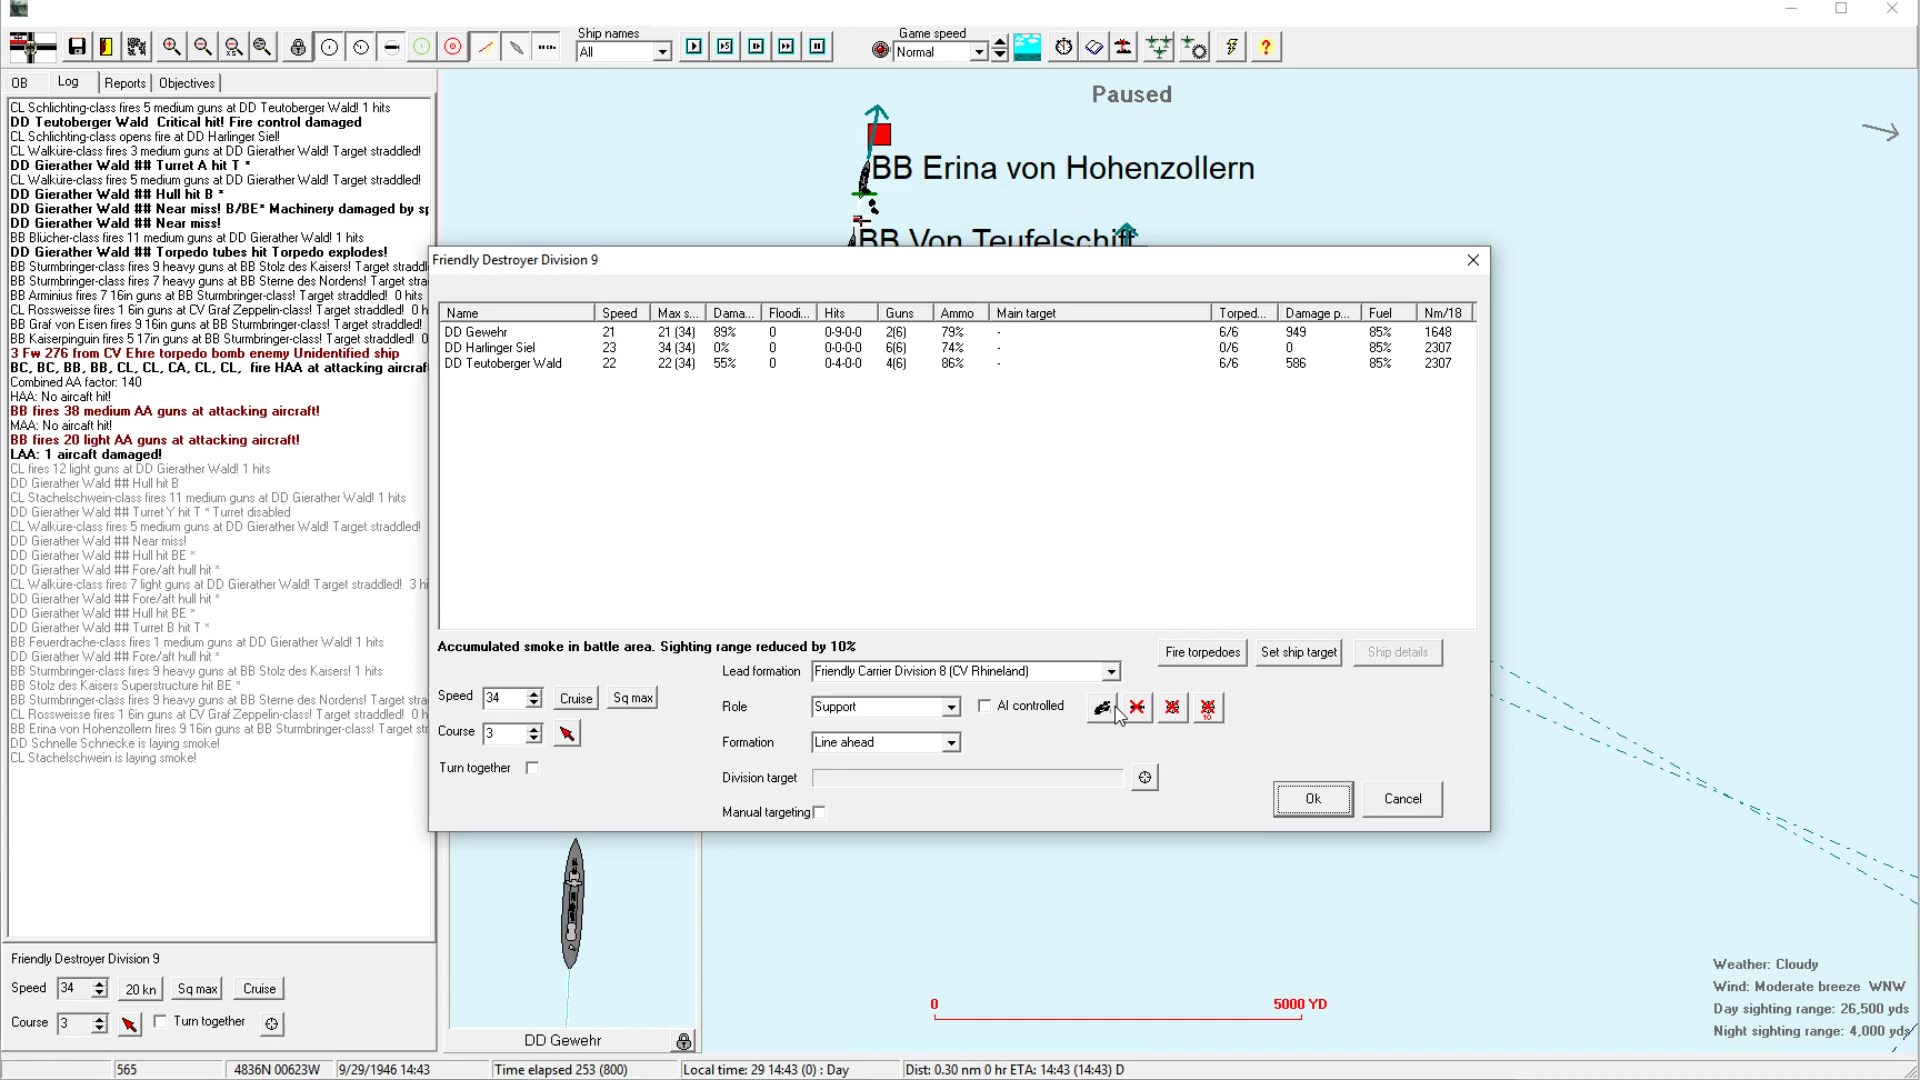 Ship names
All
Game speed
Normal
OB
Log
Reports
Objectives
CL Schlichting-class fires 5 medium guns at DD Teutoberger Wald! 1 hits
DD Teutoberger Wald  Critical hit! Fire control damaged
CL Schlichting-class opens fire at DD Harlinger Siel!
CL Walküre-class fires 3 medium guns at DD Gierather Wald! Target straddled!
DD Gierather Wald ## Turret A hit T *
CL Walküre-class fires 5 medium guns at DD Gierather Wald! Target straddled!
DD Gierather Wald ## Hull hit B *
DD Gierather Wald ## Near miss! B/BE* Machinery damaged by sp
DD Gierather Wald ## Near miss!
BB Blücher-class fires 11 medium guns at DD Gierather Wald! 1 hits
DD Gierather Wald ## Torpedo tubes hit Torpedo explodes!
BB Sturmbringer-class fires 9 heavy guns at BB Stolz des Kaisers! Target straddl
BB Sturmbringer-class fires 7 heavy guns at BB Sterne des Nordens! Target stra
BB Arminius fires 7 16in guns at BB Sturmbringer-class! Target straddled!  0 hits
CL Rossweisse fires 1 6in guns at CV Graf Zeppelin-class! Target straddled!  0 h
BB Graf von Eisen fires 9 16in guns at BB Sturmbringer-class! Target straddled!
BB Kaiserpinguin fires 5 17in guns at BB Sturmbringer-class! Target straddled!  0
3 Fw 276 from CV Ehre torpedo bomb enemy Unidentified ship
BC, BC, BB, BB, CL, CL, CA, CL, CL,  fire HAA at attacking aircraf
Combined AA factor: 140
HAA: No aircaft hit!
BB fires 38 medium AA guns at attacking aircraft!
MAA: No aircaft hit!
BB fires 20 light AA guns at attacking aircraft!
LAA: 1 aircaft damaged!
CL fires 12 light guns at DD Gierather Wald! 1 hits
DD Gierather Wald ## Hull hit B
CL Stachelschwein-class fires 11 medium guns at DD Gierather Wald! 1 hits
DD Gierather Wald ## Turret Y hit T * Turret disabled
CL Walküre-class fires 5 medium guns at DD Gierather Wald! Target straddled!
DD Gierather Wald ## Near miss!
DD Gierather Wald ## Hull hit BE *
DD Gierather Wald ## Fore/aft hull hit *
CL Walküre-class fires 7 light guns at DD Gierather Wald! Target straddled!  3 hi
DD Gierather Wald ## Fore/aft hull hit *
DD Gierather Wald ## Hull hit BE *
DD Gierather Wald ## Turret B hit T *
BB Feuerdrache-class fires 1 medium guns at DD Gierather Wald! 1 hits
DD Gierather Wald ## Fore/aft hull hit *
BB Sturmbringer-class fires 9 heavy guns at BB Stolz des Kaisers! 1 hits
BB Stolz des Kaisers Superstructure hit BE *
BB Sturmbringer-class fires 9 heavy guns at BB Sterne des Nordens! Target stra
CL Rossweisse fires 1 6in guns at CV Graf Zeppelin-class! Target straddled!  0 h
BB Erina von Hohenzollern fires 9 16in guns at BB Sturmbringer-class! Target str
DD Schnelle Schnecke is laying smoke!
CL Stachelschwein is laying smoke!
Paused
BB Erina von Hohenzollern
BB Von Teufelschiff
Friendly Destroyer Division 9
Name Speed Max s... Dama... Floodi... Hits Guns Ammo Main target Torped... Damage p... Fuel Nm/18
DD Gewehr 21 21 (34) 89% 0 0-9-0-0 2(6) 79% - 6/6 949 85% 1648
DD Harlinger Siel 23 34 (34) 0% 0 0-0-0-0 6(6) 74% - 0/6 0 85% 2307
DD Teutoberger Wald 22 22 (34) 55% 0 0-4-0-0 4(6) 86% - 6/6 586 85% 2307
Accumulated smoke in battle area. Sighting range reduced by 10%
Fire torpedoes
Set ship target
Ship details
Lead formation Friendly Carrier Division 8 (CV Rhineland)
Speed 34 Cruise Sq max
Role Support AI controlled
10
Course 3
Formation Line ahead
Turn together
Division target
Manual targeting
Ok
Cancel
DD Gewehr
Friendly Destroyer Division 9
Speed 34 20 kn Sq max Cruise
Course 3 Turn together
0 5000 YD
Weather: Cloudy
Wind: Moderate breeze  WNW
Day sighting range: 26,500 yds
Night sighting range: 4,000 yds
565
4836N 00623W
9/29/1946 14:43
Time elapsed 253 (800)
Local time: 29 14:43 (0) : Day
Dist: 0.30 nm 0 hr ETA: 14:43 (14:43) D